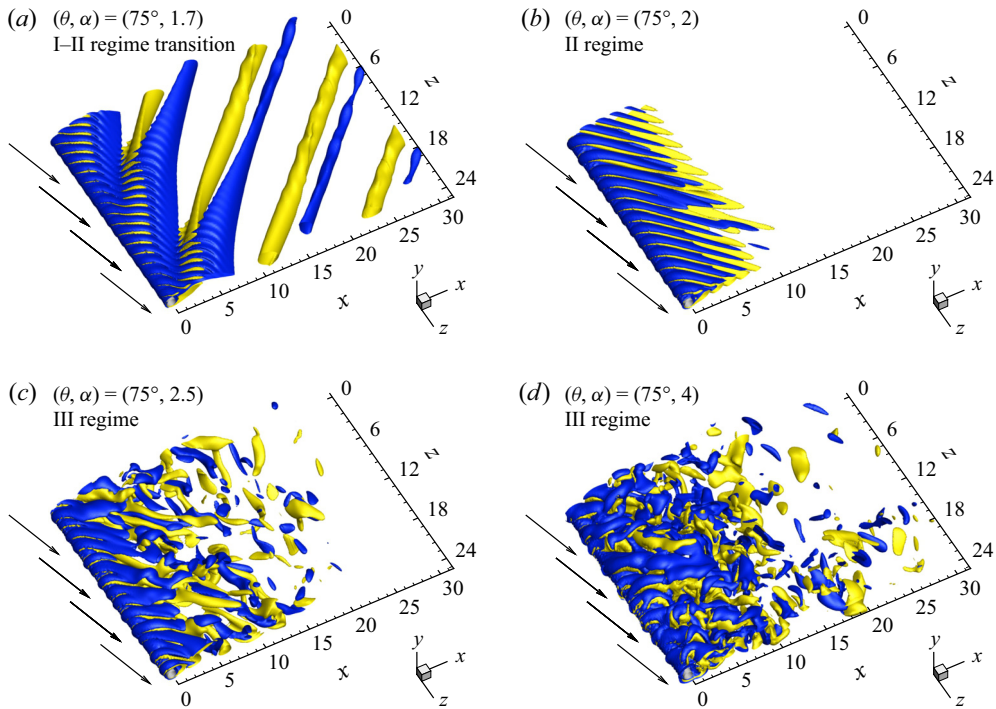 (a) (θ, α) = (75°, 1.7)
I–II regime transition
0
6
12
18
24
z
0
5
10
15
20
25
30
x
y
x
z
(b) (θ, α) = (75°, 2)
II regime
0
6
12
18
24
z
0
5
10
15
20
25
30
x
y
x
z
(c) (θ, α) = (75°, 2.5)
III regime
0
6
12
18
24
z
0
5
10
15
20
25
30
x
y
x
z
(d) (θ, α) = (75°, 4)
III regime
0
6
12
18
24
z
0
5
10
15
20
25
30
x
y
x
z